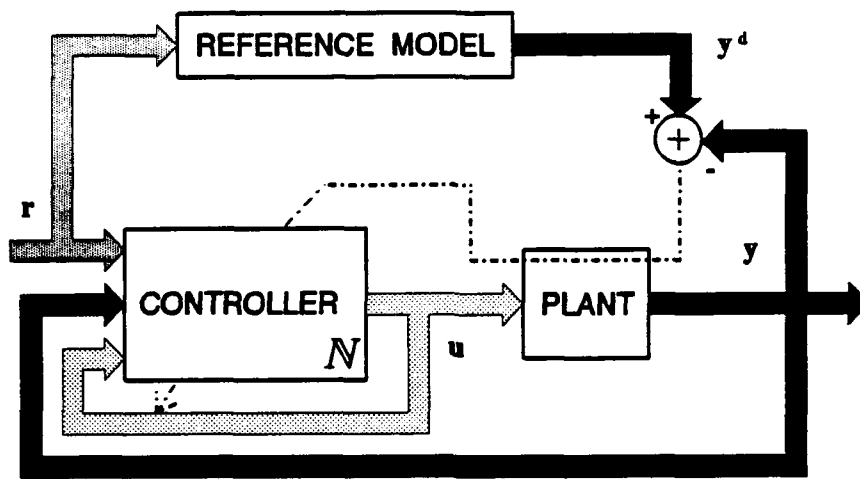 REFERENCE MODEL
y d
+
+
-
r
y
CONTROLLER
PLANT
ℕ
u